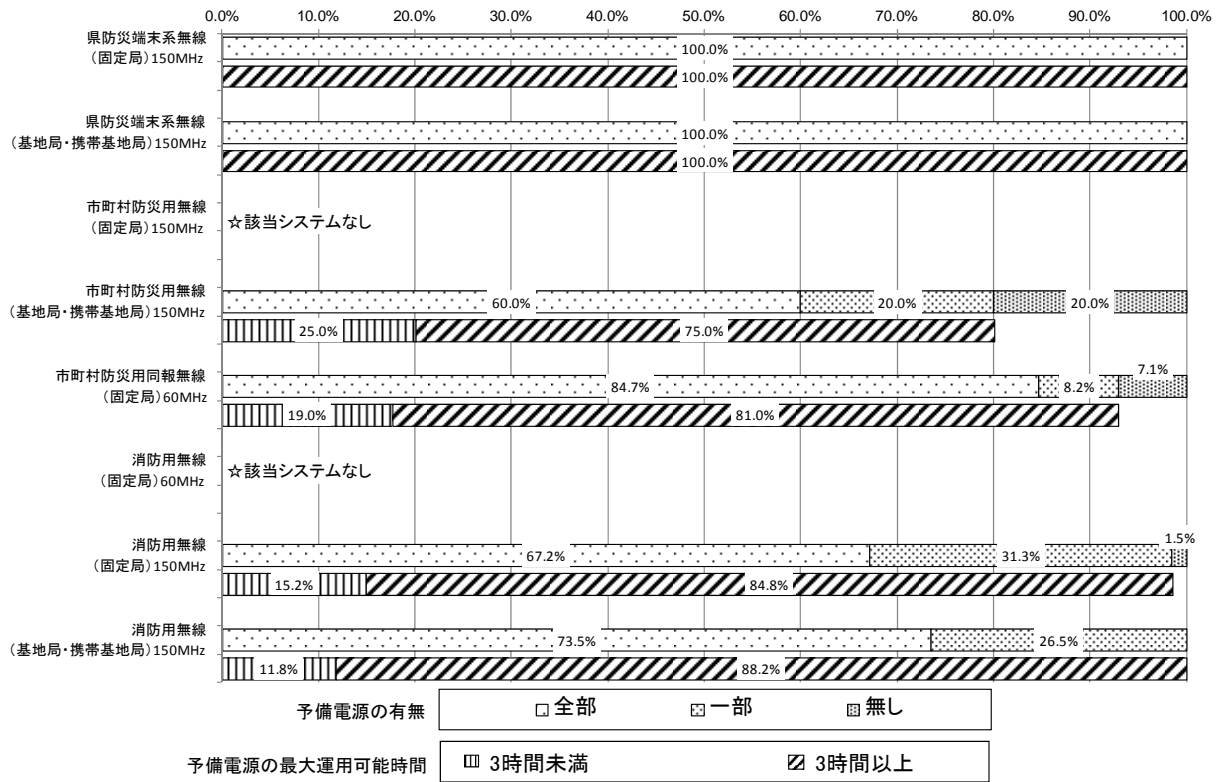 0.0% 10.0% 20.0% 30.0% 40.0% 50.0% 60.0% 70.0% 80.0% 90.0% 100.0%
県防災端末系無線
（固定局）150MHz
100.0%
100.0%
県防災端末系無線
（基地局・携帯基地局）150MHz
100.0%
100.0%
市町村防災用無線
（固定局）150MHz
☆該当システムなし
市町村防災用無線
（基地局・携帯基地局）150MHz
60.0% 20.0% 20.0%
25.0% 75.0%
市町村防災用同報無線
（固定局）60MHz
84.7% 8.2% 7.1%
19.0% 81.0%
消防用無線
（固定局）60MHz
☆該当システムなし
消防用無線
（固定局）150MHz
67.2% 31.3% 1.5%
15.2% 84.8%
消防用無線
（基地局・携帯基地局）150MHz
73.5% 26.5%
11.8% 88.2%
予備電源の有無 全部 一部 無し
予備電源の最大運用可能時間 3時間未満 3時間以上